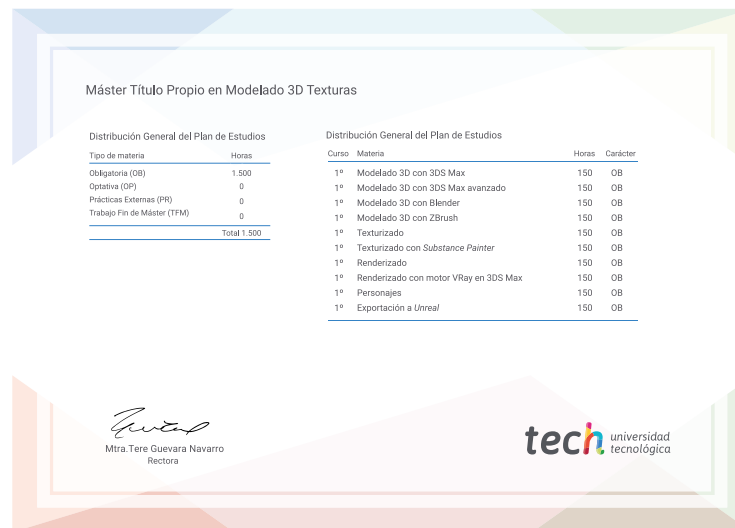 Máster Título Propio en Modelado 3D Texturas
Distribución General del Plan de Estudios
Tipo de materia Horas
Obligatoria (OB) 1.500
Optativa (OP) 0
Prácticas Externas (PR) 0
Trabajo Fin de Máster (TFM) 0
Total 1.500
Distribución General del Plan de Estudios
Curso Materia Horas Carácter
1º Modelado 3D con 3DS Max 150 OB
1º Modelado 3D con 3DS Max avanzado 150 OB
1º Modelado 3D con Blender 150 OB
1º Modelado 3D con ZBrush 150 OB
1º Texturizado 150 OB
1º Texturizado con Substance Painter 150 OB
1º Renderizado 150 OB
1º Renderizado con motor VRay en 3DS Max 150 OB
1º Personajes 150 OB
1º Exportación a Unreal 150 OB
Mtra.Tere Guevara Navarro
Rectora
tech universidad
tecnológica